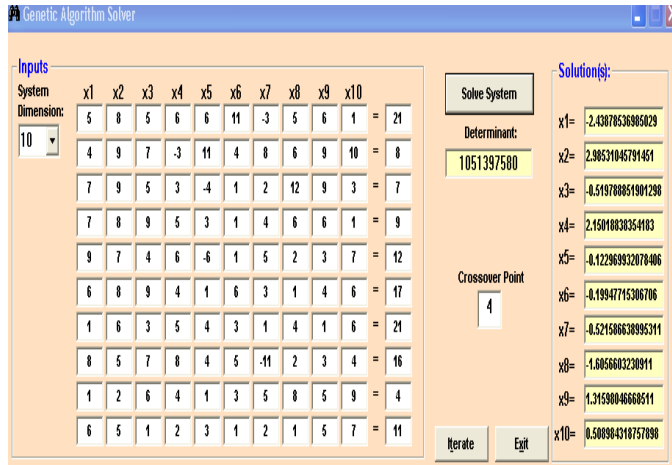 Genetic Algorithm Solver
Inputs
System Dimension:
10
x1 x2 x3 x4 x5 x6 x7 x8 x9 x10
5 8 5 6 6 11 -3 5 6 1 = 21
4 9 7 -3 11 4 8 6 9 10 = 8
7 9 5 3 -4 1 2 12 9 3 = 7
7 8 9 5 3 1 4 6 6 1 = 9
9 7 4 6 -6 1 5 2 3 7 = 12
6 8 9 4 1 6 3 1 4 6 = 17
1 6 3 5 4 3 1 4 1 6 = 21
8 5 7 8 4 5 -11 2 3 4 = 16
1 2 6 4 1 3 5 8 5 9 = 4
6 5 1 2 3 1 2 1 5 7 = 11
Solve System
Determinant:
1051397580
Crossover Point
4
Iterate
Exit
Solution(s):
x1= -2.43878536985029
x2= 2.98531045791451
x3= -0.519788851901298
x4= 2.15018838354183
x5= -0.122969932078406
x6= -0.19947715306706
x7= -0.521586638995311
x8= -1.6056603230911
x9= 1.31598046668511
x10= 0.508984318757898